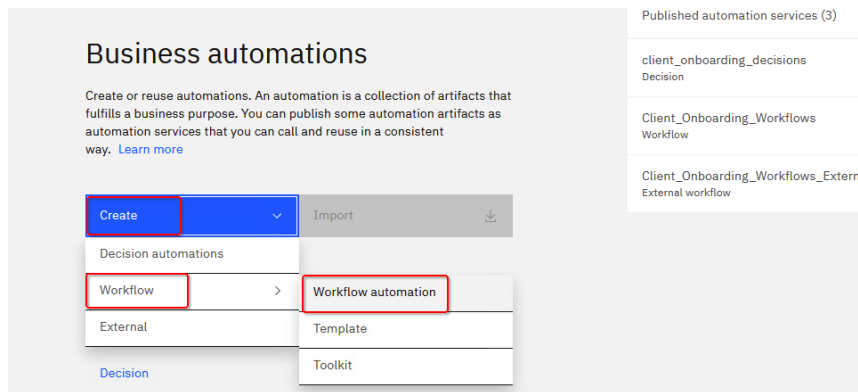 Business automations
Create or reuse automations. An automation is a collection of artifacts that
fulfills a business purpose. You can publish some automation artifacts as
automation services that you can call and reuse in a consistent
way. Learn more
Create
Import
Decision automations
Workflow
External
Workflow automation
Template
Toolkit
Decision
Published automation services (3)
client_onboarding_decisions
Decision
Client_Onboarding_Workflows
Workflow
Client_Onboarding_Workflows_Extern
External workflow